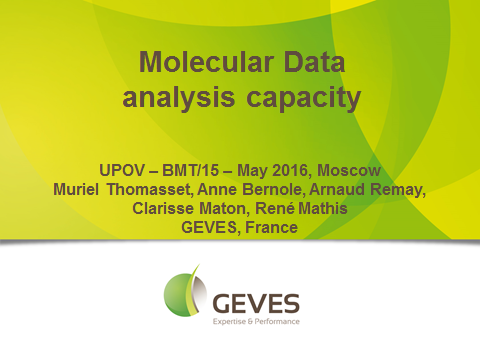 Molecular Data
analysis capacity
UPOV – BMT/15 – May 2016, Moscow
Muriel Thomasset, Anne Bernole, Arnaud Remay,
Clarisse Maton, René Mathis
GEVES, France
GEVES
Expertise & Performance